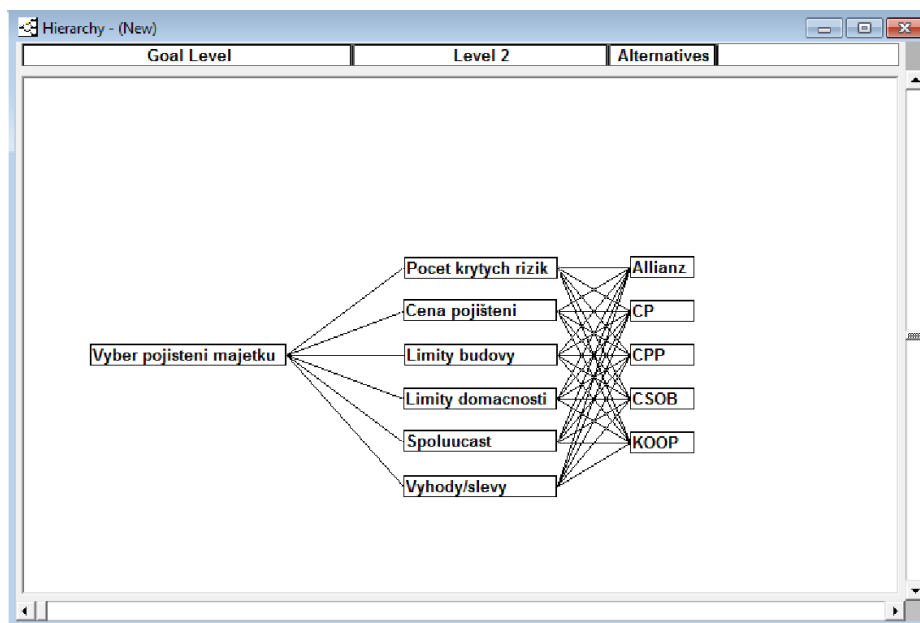 Hierarchy - (New)
Goal Level
Level 2
Alternatives
Pocet krytych rizik
Allianz
Cena pojišteni
CP
Vyber pojisteni majetku
Limity budovy
CPP
Limity domacnosti
CSOB
Spoluucast
KOOP
Vyhody/slevy